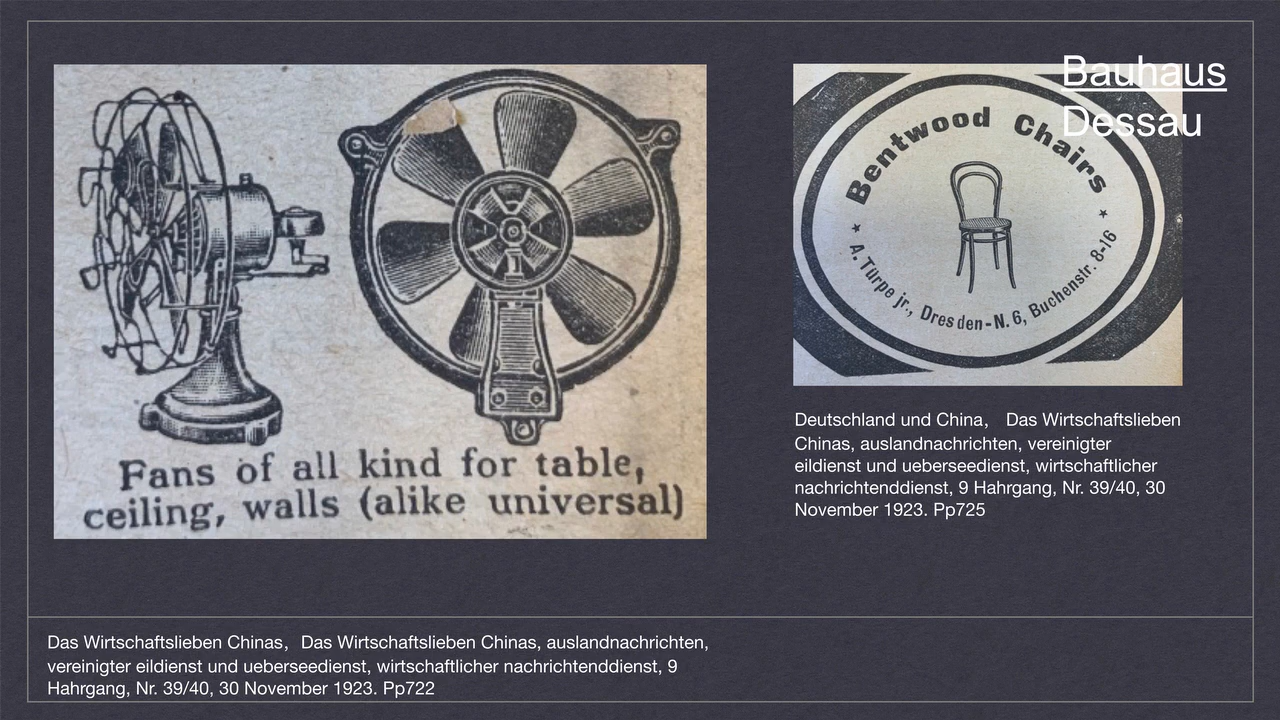 Bauhaus
Dessau
Fans of all kind for table,
ceiling, walls (alike universal)
Bentwood Chairs
★ A. Türpe jr., Dresden-N. 6, Buchenstr. 8-16 ★
Deutschland und China， Das Wirtschaftslieben
Chinas, auslandnachrichten, vereinigter
eildienst und ueberseedienst, wirtschaftlicher
nachrichtenddienst, 9 Hahrgang, Nr. 39/40, 30
November 1923. Pp725
Das Wirtschaftslieben Chinas，Das Wirtschaftslieben Chinas, auslandnachrichten,
vereinigter eildienst und ueberseedienst, wirtschaftlicher nachrichtenddienst, 9
Hahrgang, Nr. 39/40, 30 November 1923. Pp722